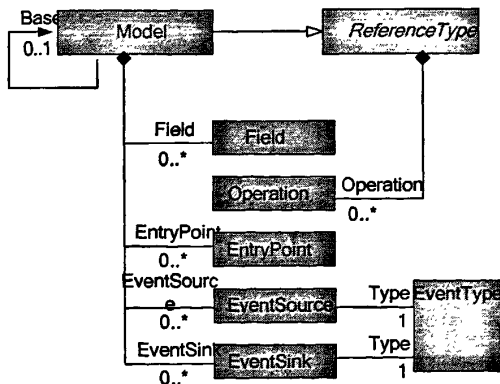 Base
Model
ReferenceType
0..1
Field
Field
0..*
Operation
Operation
0..*
EntryPoint
EntryPoint
0..*
EventSourc
e
EventSource
Type
EventType
0..*
1
EventSink
EventSink
Type
0..*
1